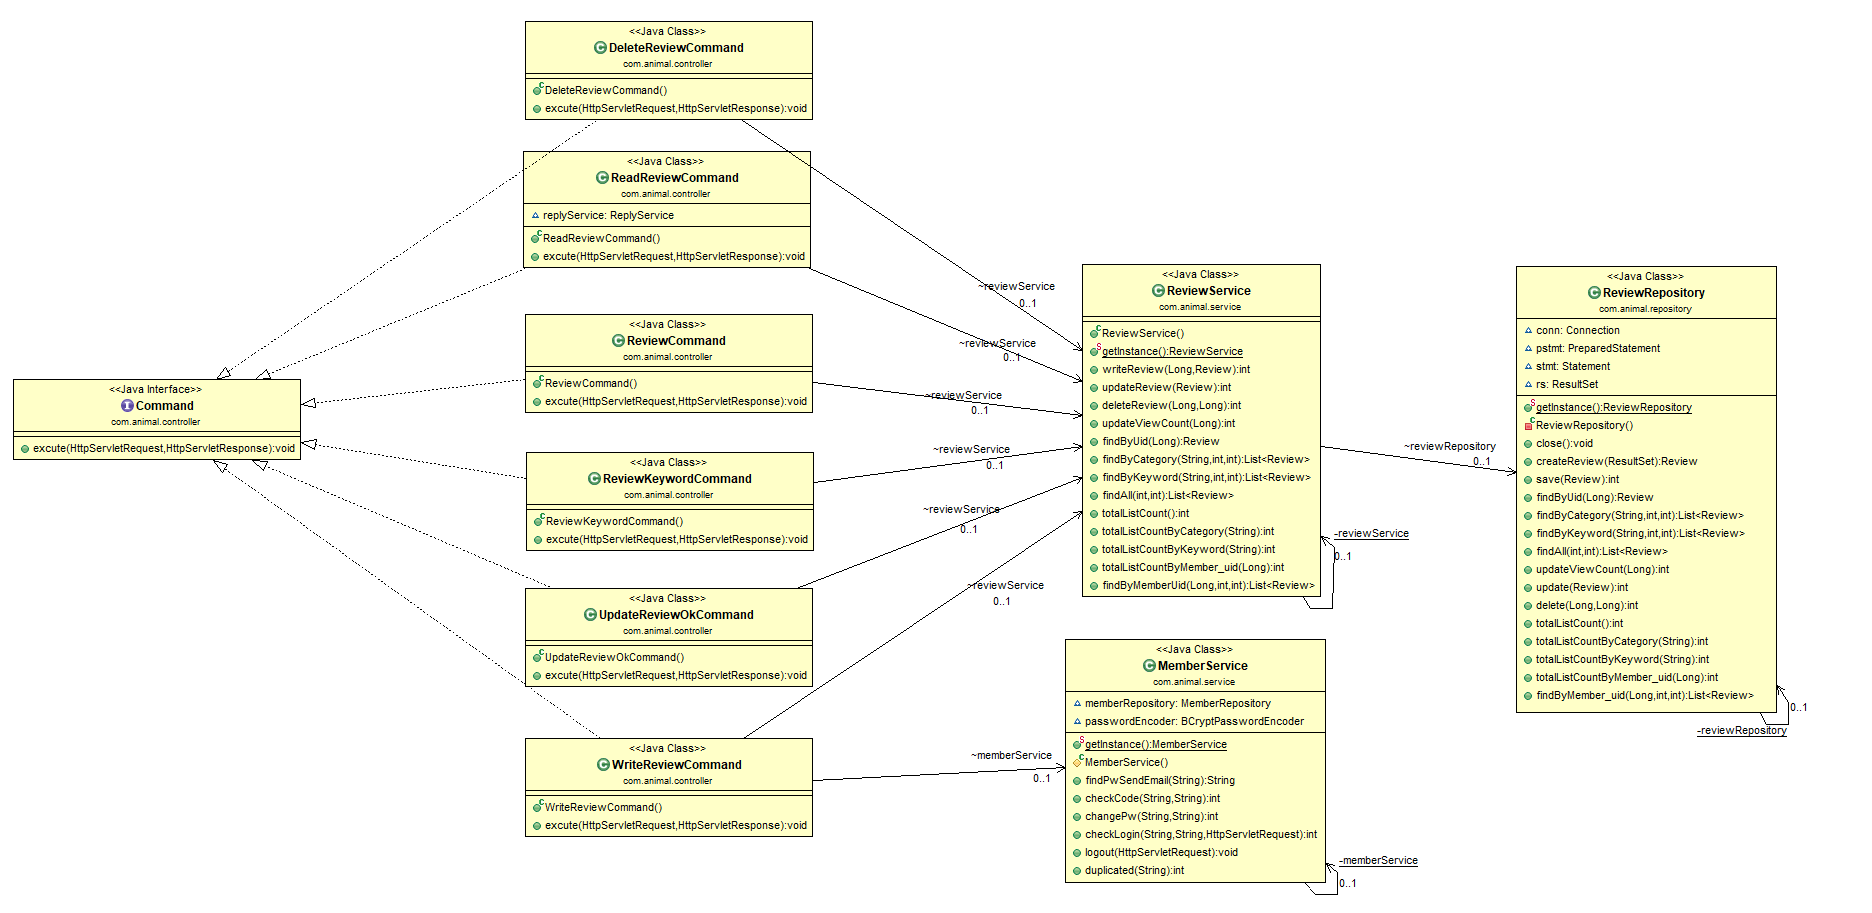 <<Java Class>>
DeleteReviewCommand
com.animal.controller
DeleteReviewCommand()
excute(HttpServletRequest,HttpServletResponse):void
<<Java Class>>
ReadReviewCommand
com.animal.controller
replyService: ReplyService
ReadReviewCommand()
excute(HttpServletRequest,HttpServletResponse):void
<<Java Class>>
ReviewCommand
com.animal.controller
ReviewCommand()
excute(HttpServletRequest,HttpServletResponse):void
<<Java Interface>>
Command
com.animal.controller
excute(HttpServletRequest,HttpServletResponse):void
<<Java Class>>
ReviewKeywordCommand
com.animal.controller
ReviewKeywordCommand()
excute(HttpServletRequest,HttpServletResponse):void
<<Java Class>>
UpdateReviewOkCommand
com.animal.controller
UpdateReviewOkCommand()
excute(HttpServletRequest,HttpServletResponse):void
<<Java Class>>
WriteReviewCommand
com.animal.controller
WriteReviewCommand()
excute(HttpServletRequest,HttpServletResponse):void
~reviewService
0..1
~reviewService
0..1
~reviewService
0..1
~reviewService
0..1
~reviewService
0..1
~reviewService
0..1
~memberService
0..1
<<Java Class>>
ReviewService
com.animal.service
ReviewService()
getInstance():ReviewService
writeReview(Long,Review):int
updateReview(Review):int
deleteReview(Long,Long):int
updateViewCount(Long):int
findByUid(Long):Review
findByCategory(String,int,int):List<Review>
findByKeyword(String,int,int):List<Review>
findAll(int,int):List<Review>
totalListCount():int
totalListCountByCategory(String):int
totalListCountByKeyword(String):int
totalListCountByMember_uid(Long):int
findByMemberUid(Long,int,int):List<Review>
-reviewService
0..1
~reviewRepository
0..1
<<Java Class>>
MemberService
com.animal.service
memberRepository: MemberRepository
passwordEncoder: BCryptPasswordEncoder
getInstance():MemberService
MemberService()
findPwSendEmail(String):String
checkCode(String,String):int
changePw(String,String):int
checkLogin(String,String,HttpServletRequest):int
logout(HttpServletRequest):void
duplicated(String):int
-memberService
0..1
<<Java Class>>
ReviewRepository
com.animal.repository
conn: Connection
pstmt: PreparedStatement
stmt: Statement
rs: ResultSet
getInstance():ReviewRepository
ReviewRepository()
close():void
createReview(ResultSet):Review
save(Review):int
findByUid(Long):Review
findByCategory(String,int,int):List<Review>
findByKeyword(String,int,int):List<Review>
findAll(int,int):List<Review>
updateViewCount(Long):int
update(Review):int
delete(Long,Long):int
totalListCount():int
totalListCountByCategory(String):int
totalListCountByKeyword(String):int
totalListCountByMember_uid(Long):int
findByMember_uid(Long,int,int):List<Review>
0..1
-reviewRepository